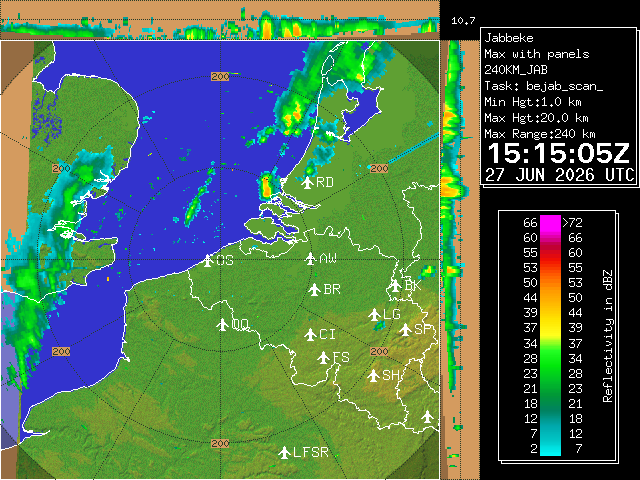 10.7
Jabbeke
Max with panels
240KM_JAB
Task: bejab_scan_
Min Hgt:1.0 km
Max Hgt:20.0 km
Max Range:240 km
15:15:05Z
27 JUN 2026 UTC
200
200
200
RD
OS
AW
BR
BK
OO
LG
CI
SP
FS
SH
200
200
200
LFSR
66 >72
60 66
55 60
53 55
50 53
44 50
42 44
39 42
37 39
34 37
28 34
23 28
21 23
18 21
12 18
7 12
2 7
Reflectivity in dBZ